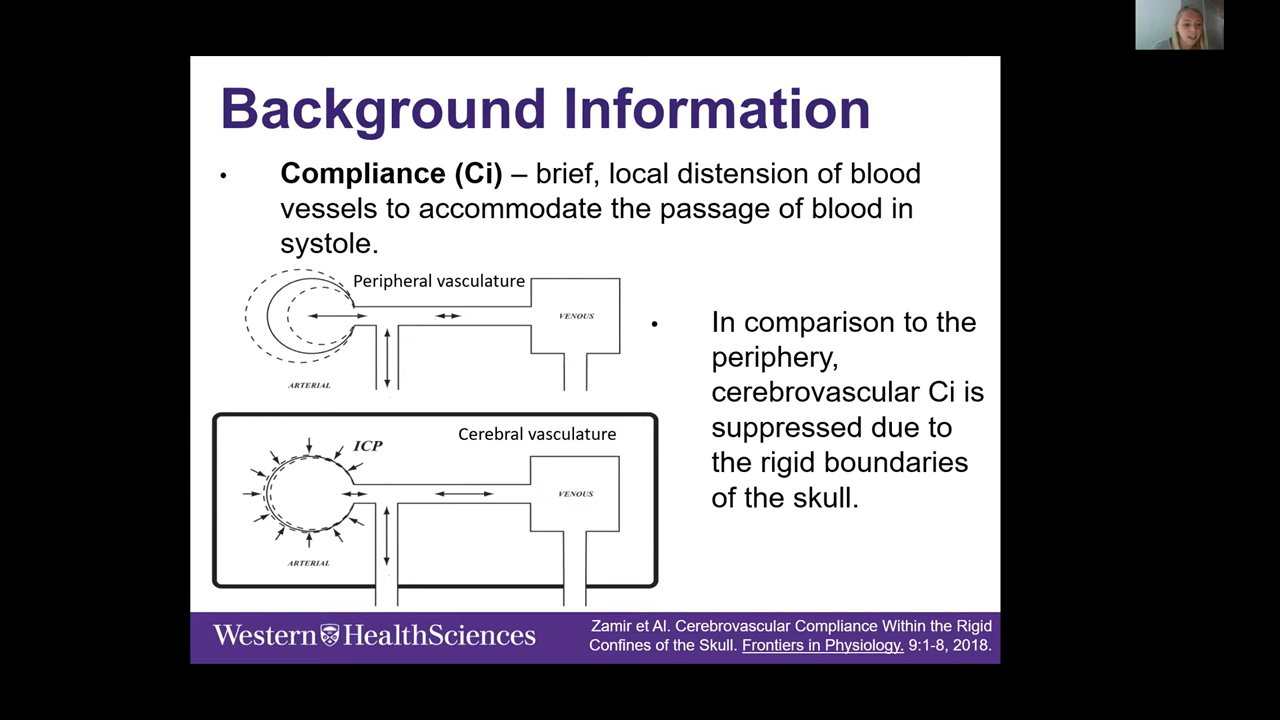 Background Information
• Compliance (Ci) – brief, local distension of blood
vessels to accommodate the passage of blood in
systole.
Peripheral vasculature
VENOUS
ARTERIAL
• In comparison to the
periphery,
cerebrovascular Ci is
suppressed due to
the rigid boundaries
of the skull.
ICP
Cerebral vasculature
VENOUS
ARTERIAL
Western HealthSciences
Zamir et Al. Cerebrovascular Compliance Within the Rigid
Confines of the Skull. Frontiers in Physiology. 9:1-8, 2018.